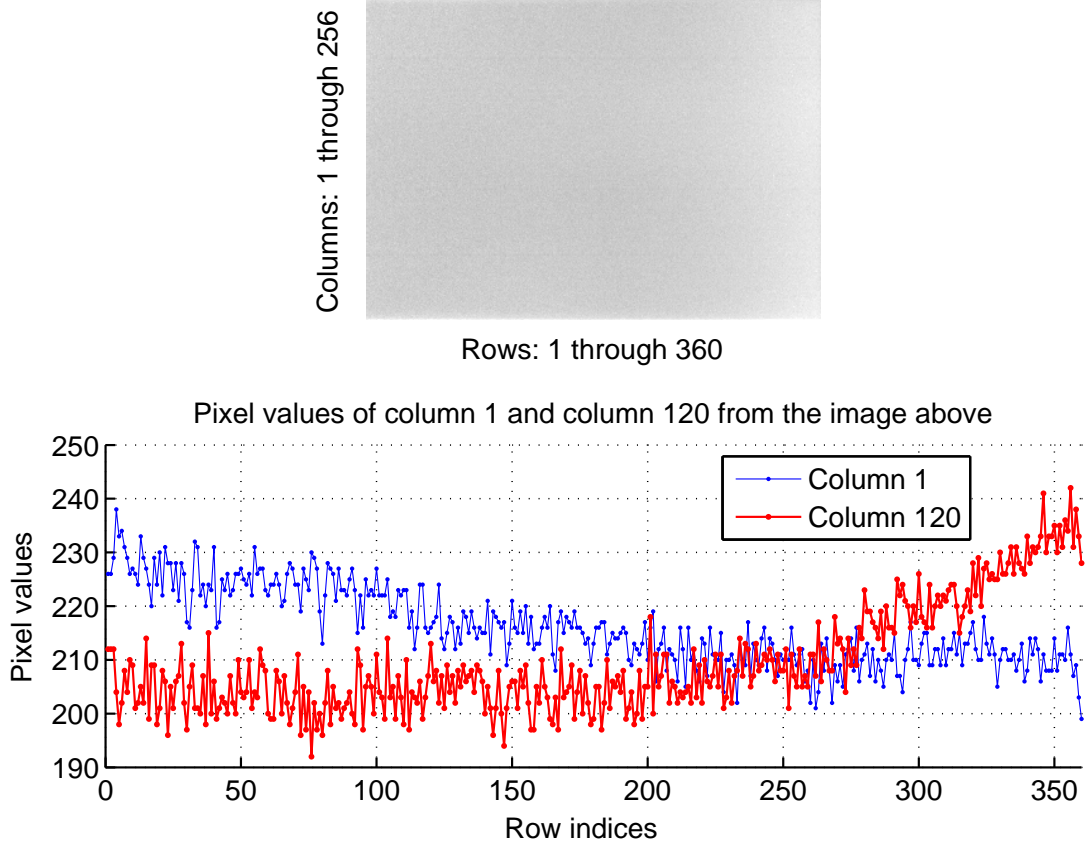 Columns: 1 through 256
Rows: 1 through 360
Pixel values of column 1 and column 120 from the image above
Pixel values
250
240
230
220
210
200
190
Column 1
Column 120
0 50 100 150 200 250 300 350
Row indices